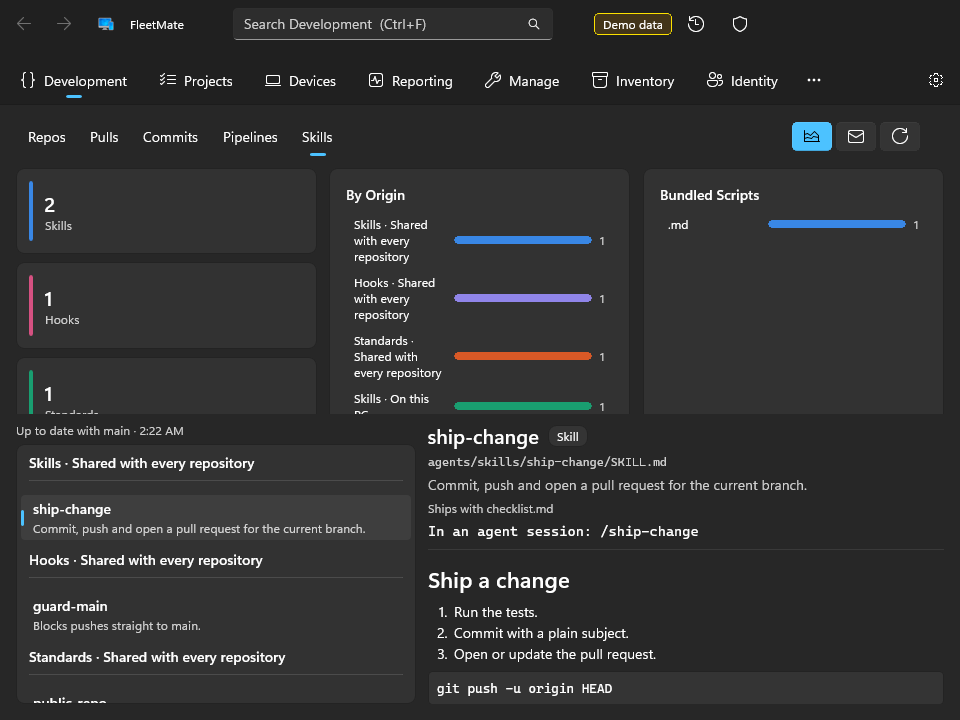 FleetMate
Search Development (Ctrl+F)
Demo data
Development
Projects
Devices
Reporting
Manage
Inventory
Identity
Repos
Pulls
Commits
Pipelines
Skills
2
Skills
1
Hooks
1
Standards
By Origin
Skills · Shared
with every
repository
1
Hooks · Shared
with every
repository
1
Standards ·
Shared with
every repository
1
Skills · On this
PC
1
Bundled Scripts
.md
1
Up to date with main · 2:22 AM
Skills · Shared with every repository
ship-change
Commit, push and open a pull request for the current branch.
Hooks · Shared with every repository
guard-main
Blocks pushes straight to main.
Standards · Shared with every repository
public-repo
ship-change
Skill
agents/skills/ship-change/SKILL.md
Commit, push and open a pull request for the current branch.
Ships with checklist.md
In an agent session: /ship-change
Ship a change
1. Run the tests.
2. Commit with a plain subject.
3. Open or update the pull request.
git push -u origin HEAD